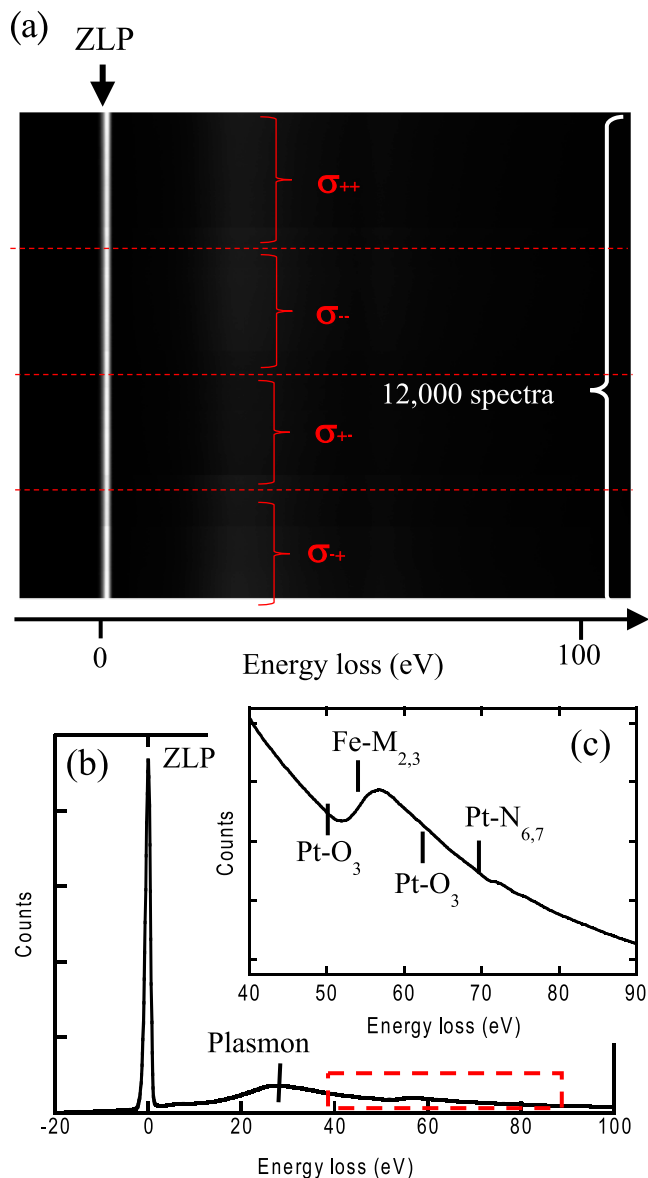 (a)
ZLP
σ++
σ--
12,000 spectra
σ+-
σ-+
0
Energy loss (eV)
100
(b)
ZLP
Counts
Plasmon
-20
0
20
40
60
80
100
Energy loss (eV)
(c)
Fe-M2,3
Pt-O3
Pt-O3
Pt-N6,7
Counts
40
50
60
70
80
90
Energy loss (eV)